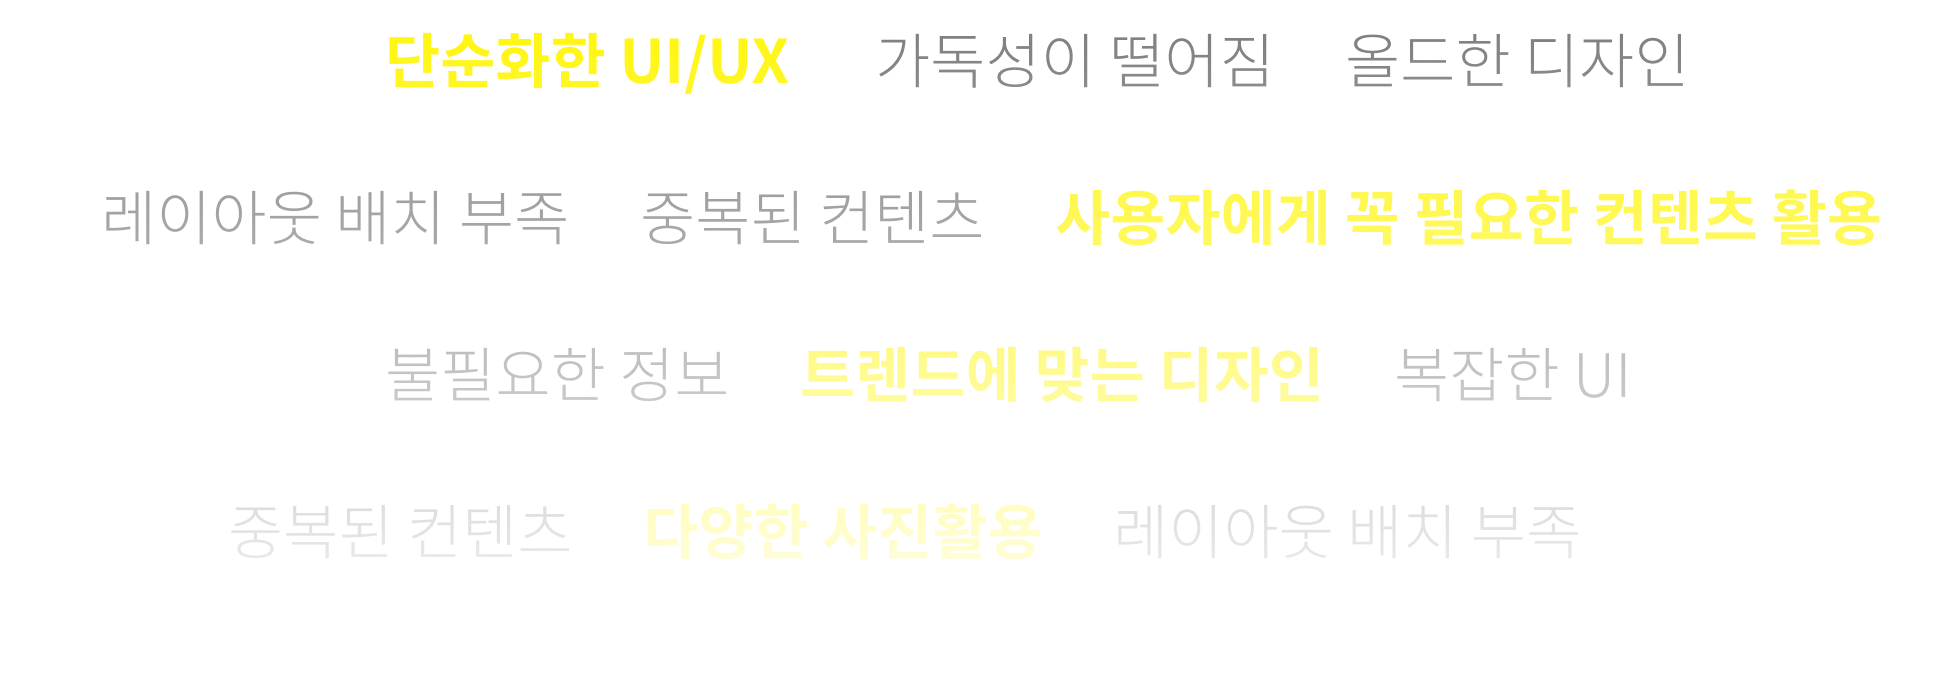 단순화한 UI/UX 가독성이 떨어짐 올드한 디자인
레이아웃 배치 부족 중복된 컨텐츠 사용자에게 꼭 필요한 컨텐츠 활용
불필요한 정보 트렌드에 맞는 디자인 복잡한 UI
중복된 컨텐츠 다양한 사진활용 레이아웃 배치 부족